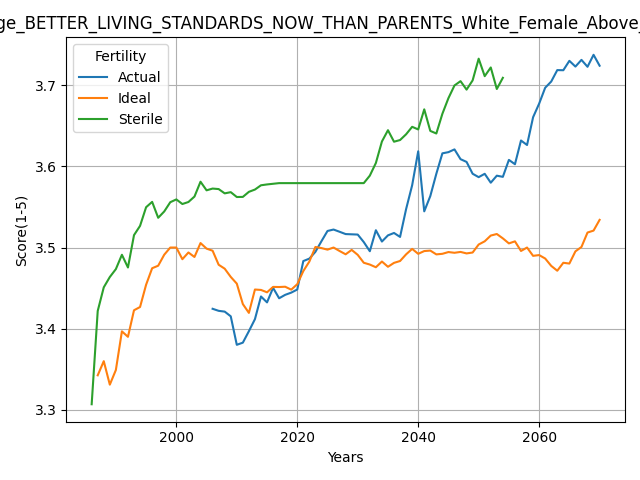 ge_BETTER_LIVING_STANDARDS_NOW_THAN_PARENTS_White_Female_Above_
Fertility
Actual
Ideal
Sterile
3.7
3.6
3.5
3.4
3.3
Score(1-5)
2000 2020 2040 2060
Years